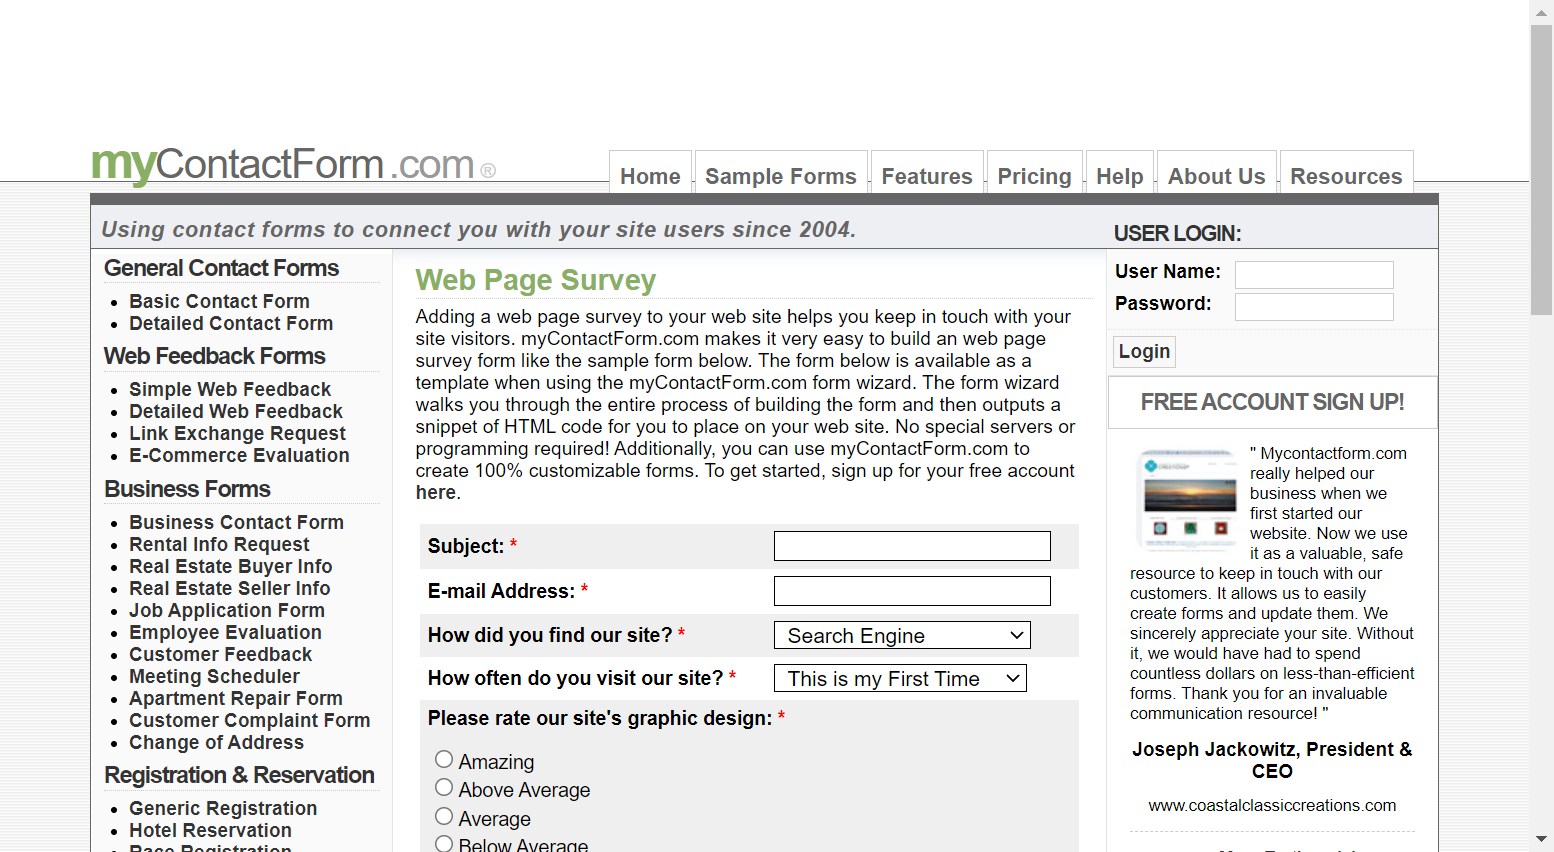 myContactForm.com®
Home
Sample Forms
Features
Pricing
Help
About Us
Resources
Using contact forms to connect you with your site users since 2004.
USER LOGIN:
General Contact Forms
Basic Contact Form
Detailed Contact Form
Web Feedback Forms
Simple Web Feedback
Detailed Web Feedback
Link Exchange Request
E-Commerce Evaluation
Business Forms
Business Contact Form
Rental Info Request
Real Estate Buyer Info
Real Estate Seller Info
Job Application Form
Employee Evaluation
Customer Feedback
Meeting Scheduler
Apartment Repair Form
Customer Complaint Form
Change of Address
Registration & Reservation
Generic Registration
Hotel Reservation
Race Registration
Web Page Survey
Adding a web page survey to your web site helps you keep in touch with your
site visitors. myContactForm.com makes it very easy to build an web page
survey form like the sample form below. The form below is available as a
template when using the myContactForm.com form wizard. The form wizard
walks you through the entire process of building the form and then outputs a
snippet of HTML code for you to place on your web site. No special servers or
programming required! Additionally, you can use myContactForm.com to
create 100% customizable forms. To get started, sign up for your free account
here.
Subject: *
E-mail Address: *
How did you find our site? * Search Engine
How often do you visit our site? * This is my First Time
Please rate our site's graphic design: *
Amazing
Above Average
Average
Below Average
User Name:
Password:
Login
FREE ACCOUNT SIGN UP!
" Mycontactform.com
really helped our
business when we
first started our
website. Now we use
it as a valuable, safe
resource to keep in touch with our
customers. It allows us to easily
create forms and update them. We
sincerely appreciate your site. Without
it, we would have had to spend
countless dollars on less-than-efficient
forms. Thank you for an invaluable
communication resource! "
Joseph Jackowitz, President &
CEO
www.coastalclassiccreations.com